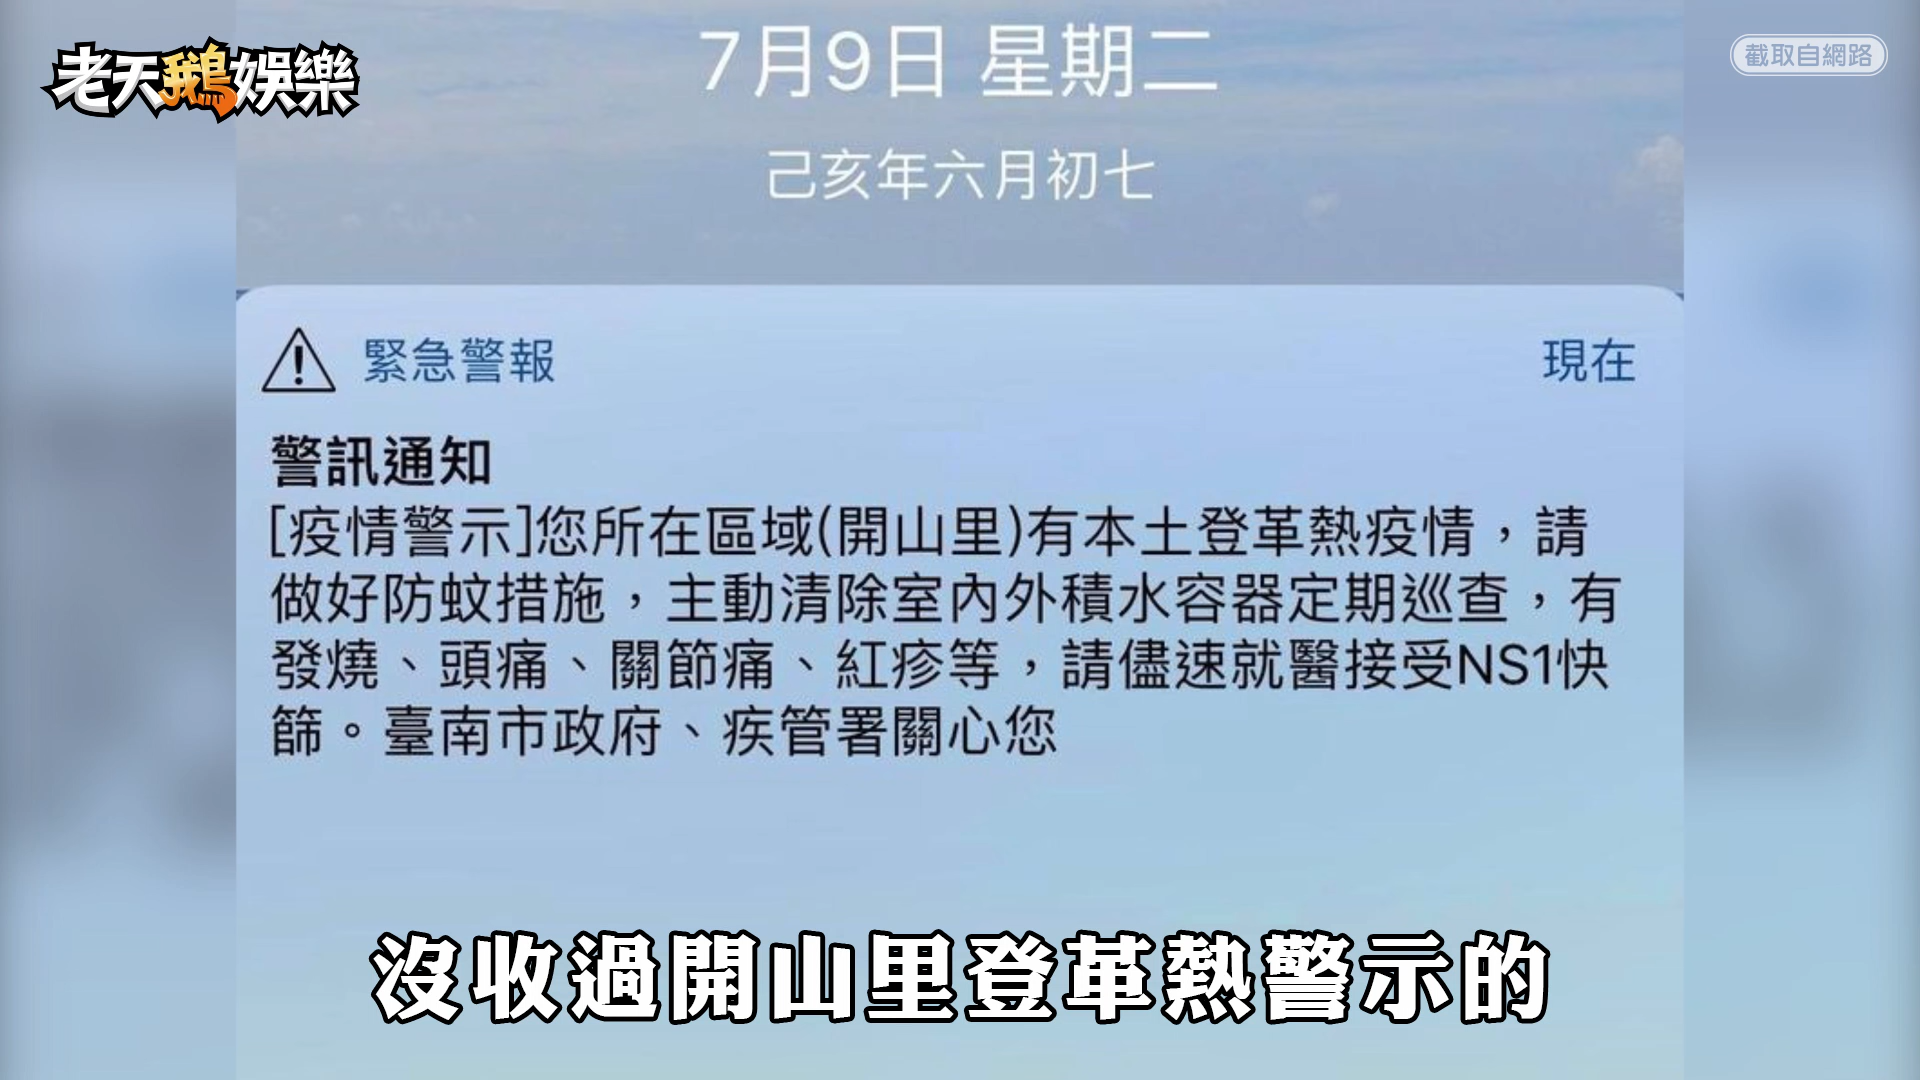 老天鵝娛樂
截取自網路
7月9日 星期二
己亥年六月初七
緊急警報
現在
警訊通知
[疫情警示]您所在區域(開山里)有本土登革熱疫情，請
做好防蚊措施，主動清除室內外積水容器定期巡查，有
發燒、頭痛、關節痛、紅疹等，請儘速就醫接受NS1快
篩。臺南市政府、疾管署關心您
沒收過開山里登革熱警示的